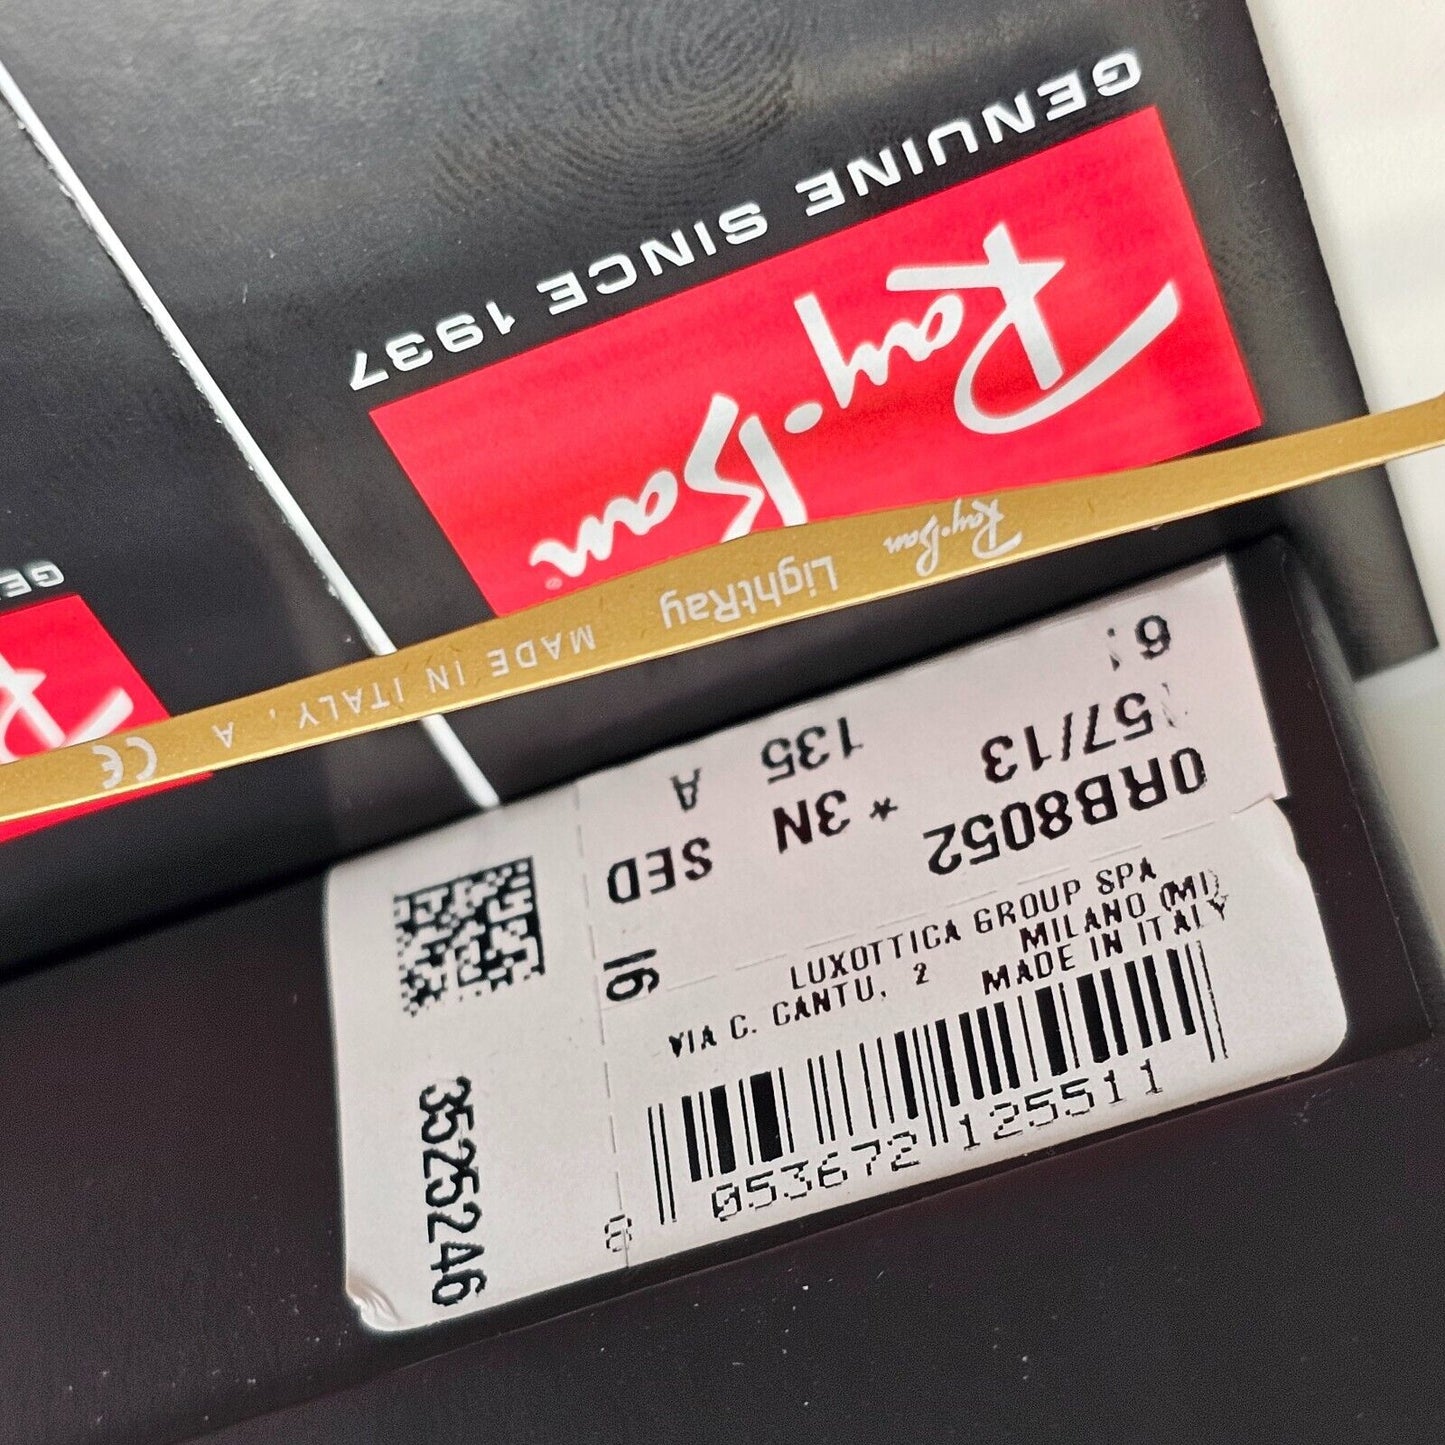 GENUINE SINCE 1937
Ray-Ban
GE
Ray-Ban LightRay MADE IN ITALY, A CE
0RB8052
57/13 * 3N SED
135 A
LUXOTTICA GROUP SPA
VIA C. CANTU, 2 MILANO (MI)
MADE IN ITALY
8 053672 125511
3525246